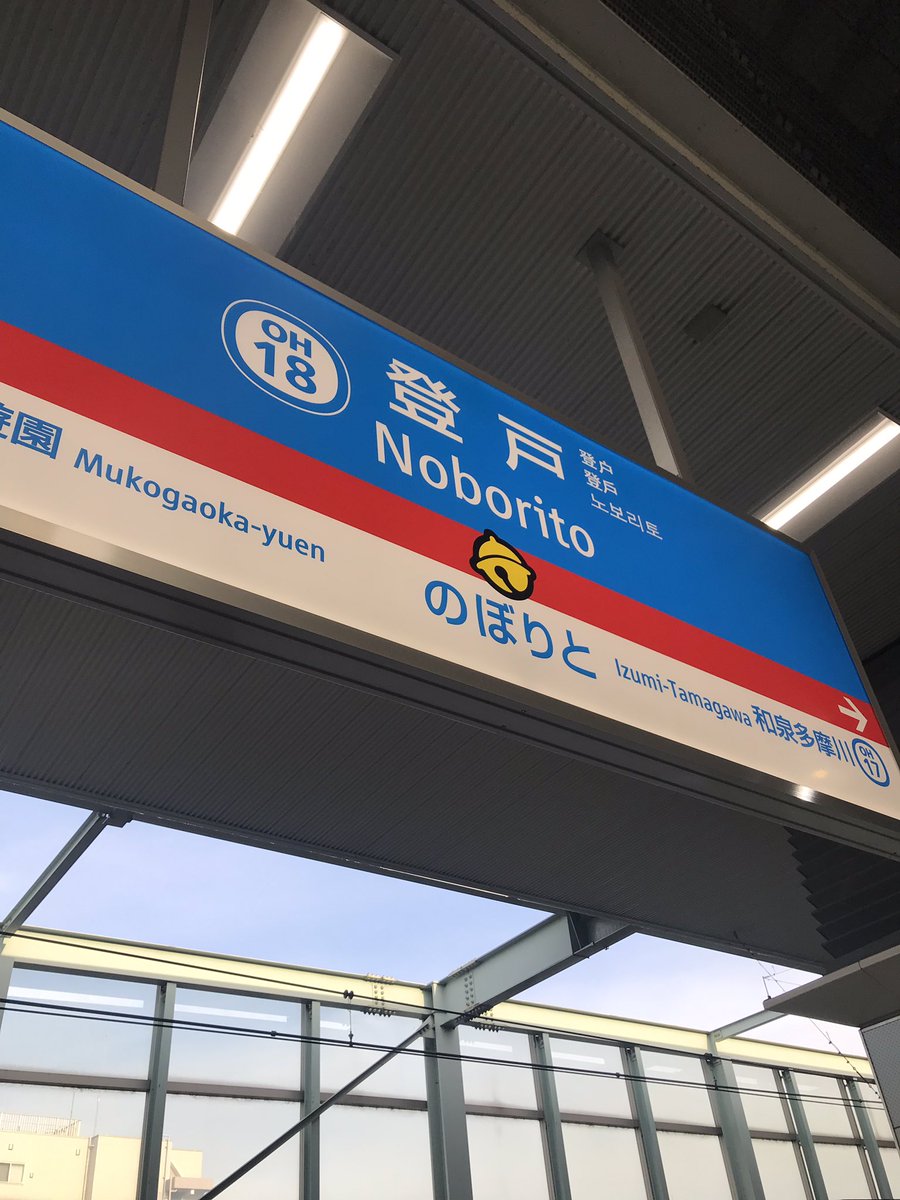 OH
18
登戸
登户
登戶
노보리토
Noborito
遊園 Mukogaoka-yuen
のぼりと
Izumi-Tamagawa 和泉多摩川
OH
17